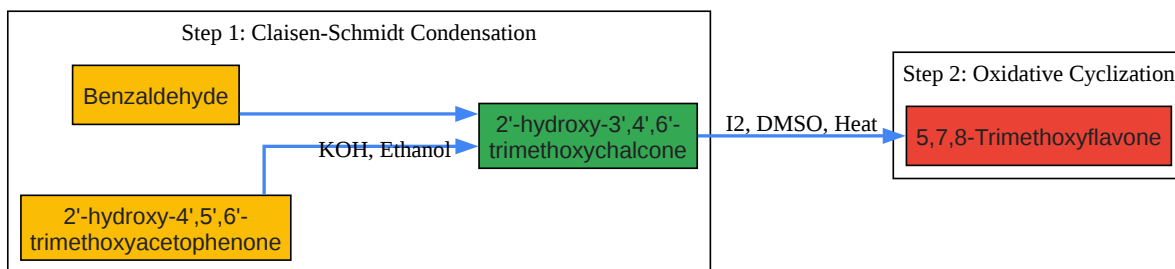 Step 1: Claisen-Schmidt Condensation
Benzaldehyde
KOH, Ethanol
2'-hydroxy-4',5',6'-
trimethoxyacetophenone
2'-hydroxy-3',4',6'-
trimethoxychalcone
I2, DMSO, Heat
Step 2: Oxidative Cyclization
5,7,8-Trimethoxyflavone